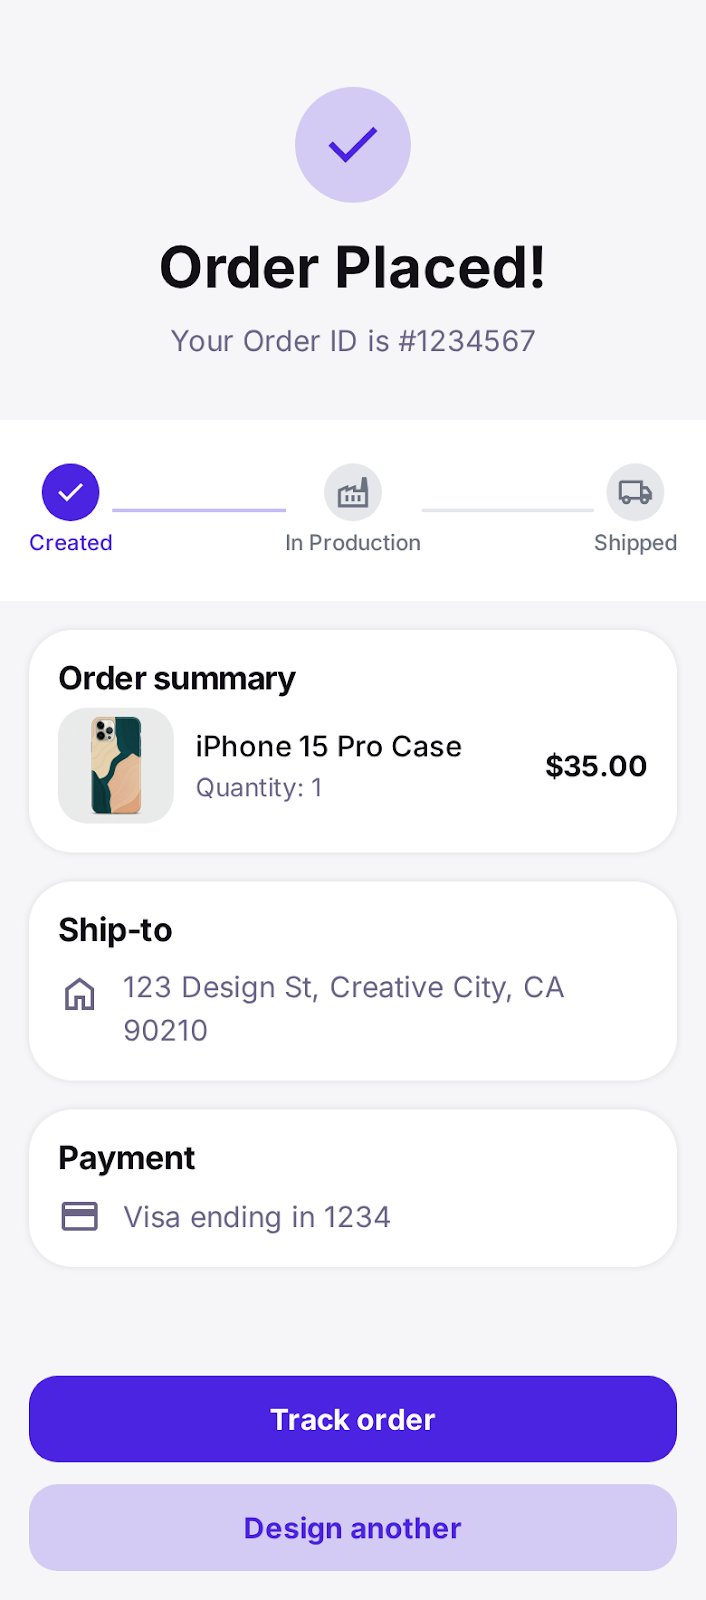 Order Placed!
Your Order ID is #1234567
Created
In Production
Shipped
Order summary
iPhone 15 Pro Case
Quantity: 1
$35.00
Ship-to
123 Design St, Creative City, CA
90210
Payment
Visa ending in 1234
Track order
Design another